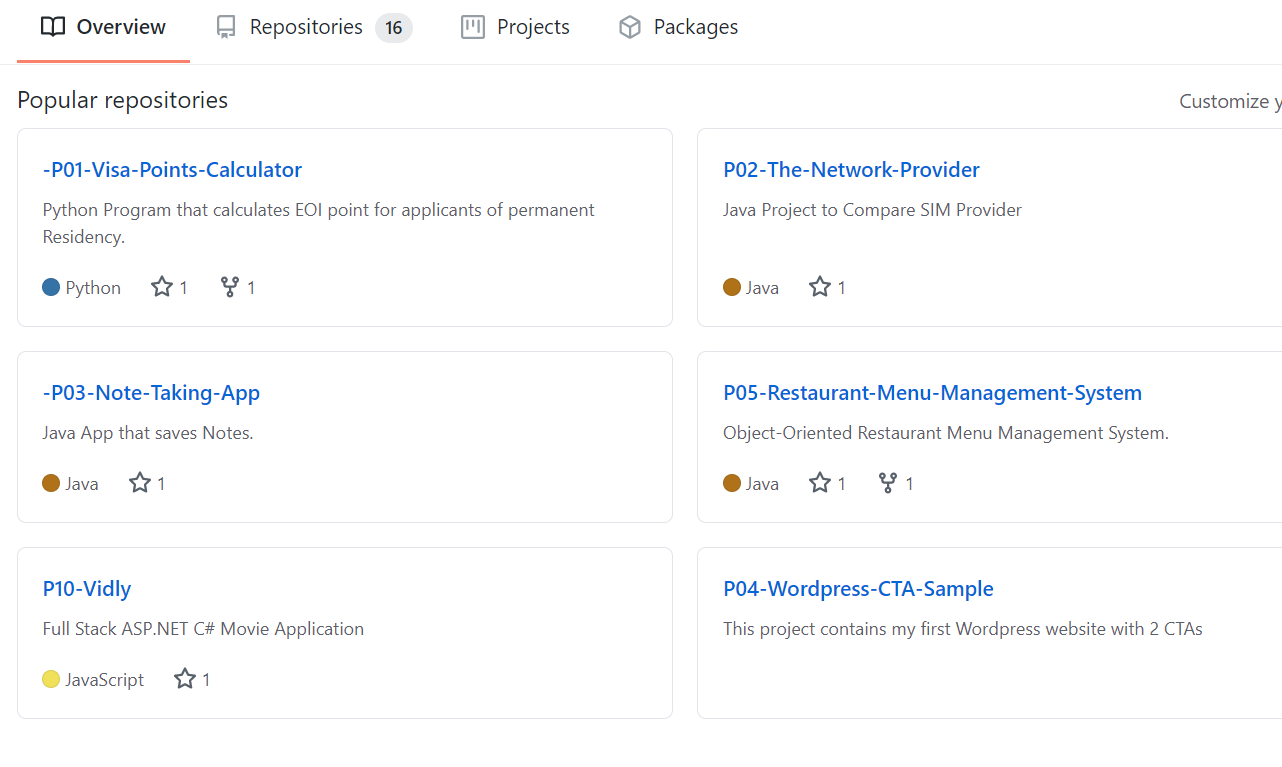 Overview Repositories 16 Projects Packages
Popular repositories
Customize y
-P01-Visa-Points-Calculator
Python Program that calculates EOI point for applicants of permanent
Residency.
Python 1 1
P02-The-Network-Provider
Java Project to Compare SIM Provider
Java 1
-P03-Note-Taking-App
Java App that saves Notes.
Java 1
P05-Restaurant-Menu-Management-System
Object-Oriented Restaurant Menu Management System.
Java 1 1
P10-Vidly
Full Stack ASP.NET C# Movie Application
JavaScript 1
P04-Wordpress-CTA-Sample
This project contains my first Wordpress website with 2 CTAs